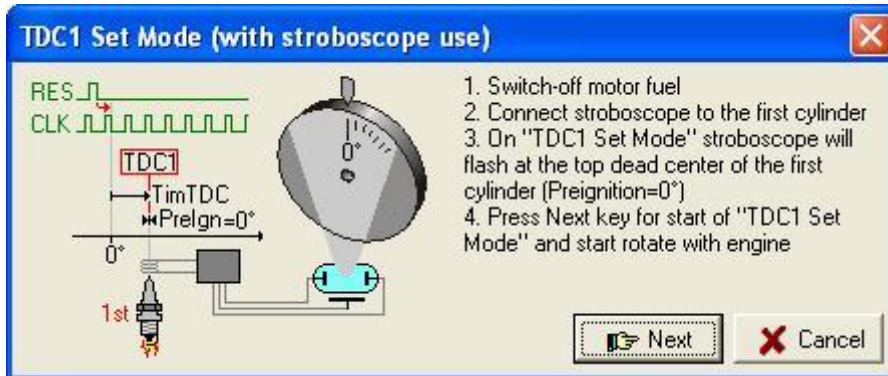 TDC1 Set Mode (with stroboscope use)
RES
CLK
TDC1
TimTDC
PreIgn=0°
0°
1st
0°
1. Switch-off motor fuel
2. Connect stroboscope to the first cylinder
3. On "TDC1 Set Mode" stroboscope will
flash at the top dead center of the first
cylinder (Preignition=0°)
4. Press Next key for start of "TDC1 Set
Mode" and start rotate with engine
Next
Cancel